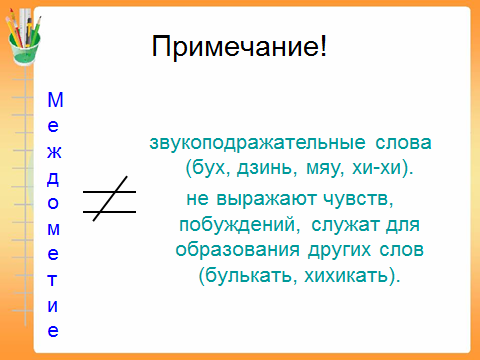 Примечание!
Междометие
≠
звукоподражательные слова
(бух, дзинь, мяу, хи-хи).
не выражают чувств,
побуждений, служат для
образования других слов
(булькать, хихикать).